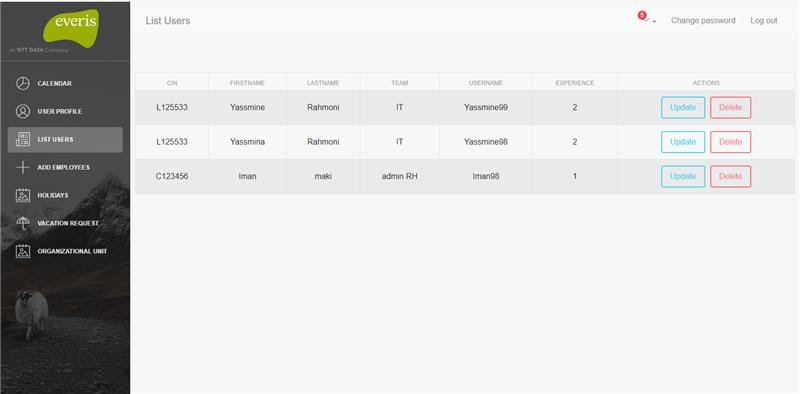 everis
an NTT DATA Company
CALENDAR
USER PROFILE
LIST USERS
ADD EMPLOYEES
HOLIDAYS
VACATION REQUEST
ORGANIZATIONAL UNIT
List Users
5
Change password
Log out
CIN FIRSTNAME LASTNAME TEAM USERNAME EXPERIENCE ACTIONS
L125533 Yassmine Rahmoni IT Yassmine99 2 Update Delete
L125533 Yassmina Rahmoni IT Yassmine98 2 Update Delete
C123456 Iman maki admin RH Iman98 1 Update Delete